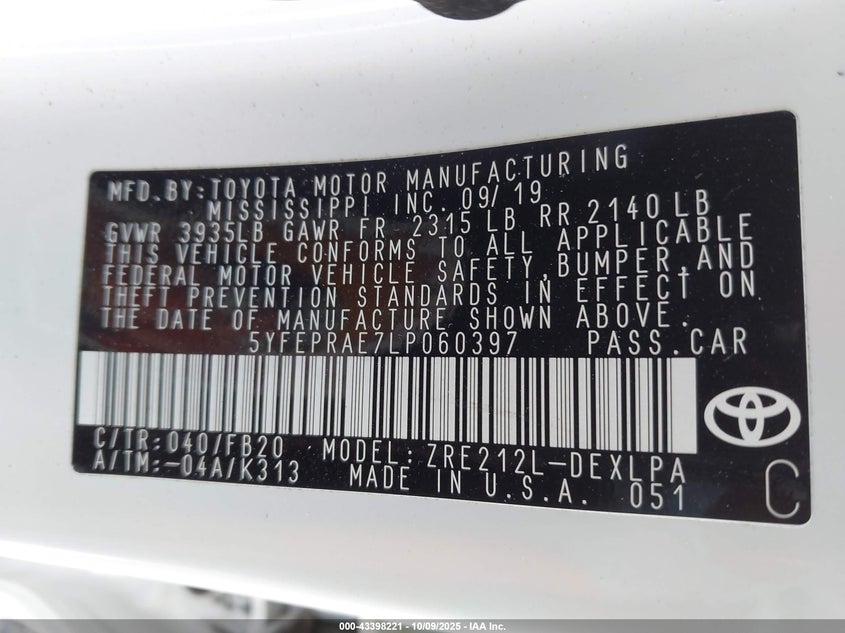 MFD. BY: TOYOTA MOTOR MANUFACTURING
MISSISSIPPI INC. 09/19
GVWR 3935LB GAWR FR 2315 LB RR 2140 LB
THIS VEHICLE CONFORMS TO ALL APPLICABLE
FEDERAL MOTOR VEHICLE SAFETY, BUMPER, AND
THEFT PREVENTION STANDARDS IN EFFECT ON
THE DATE OF MANUFACTURE SHOWN ABOVE.
5YFEPRAE7LP060397 PASS. CAR
C/TR: 040/FB20 MODEL: ZRE212L-DEXLPA
A/TM: -04A/K313 MADE IN U.S.A. 051
C
000-43398221 - 10/09/2025 - IAA Inc.